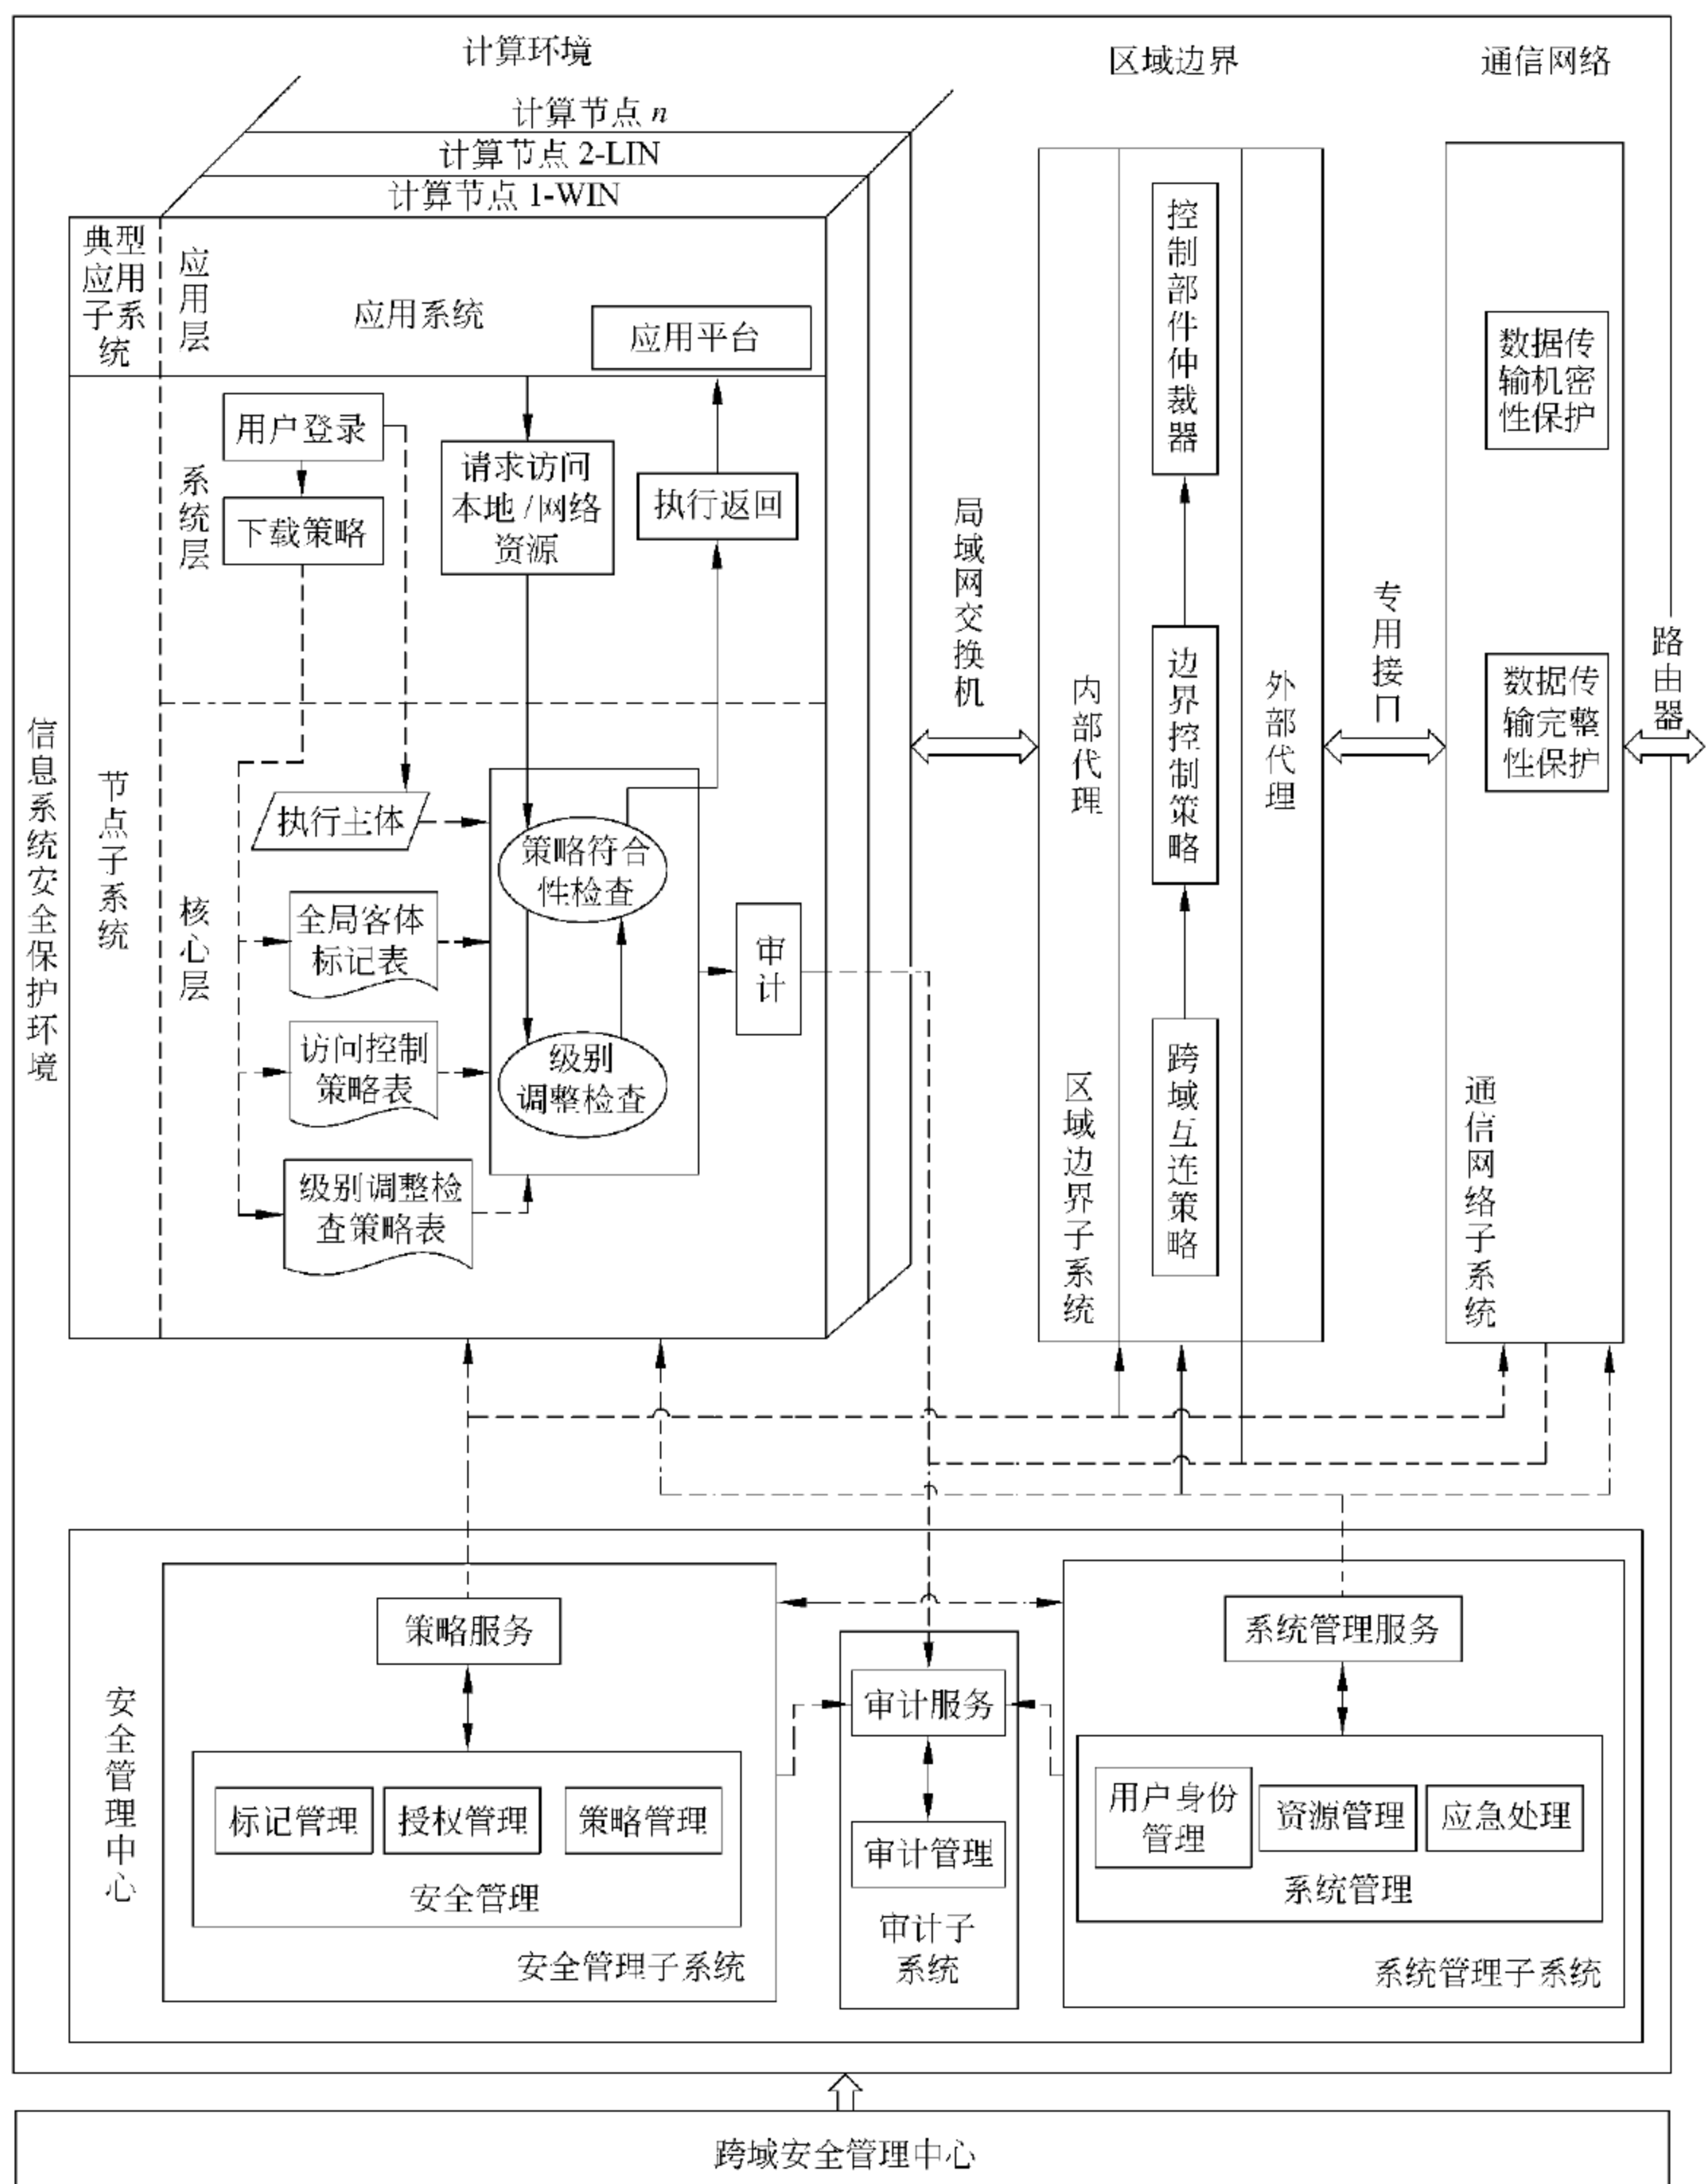 计算环境
区域边界
通信网络
计算节点 n
计算节点 2-LIN
计算节点 1-WIN
典型
应用
子系
统
应用层
应用系统
应用平台
用户登录
下载策略
系统层
请求访问
本地/网络
资源
执行返回
信息系统安全保护环境
节点子系统
核心层
执行主体
全局客体
标记表
访问控制
策略表
级别调整检
查策略表
策略符合
性检查
级别
调整检查
审计
局域网交换机
内部代理
区域边界子系统
控制部件仲裁器
边界控制策略
跨域互连策略
外部代理
专用接口
数据传
输机密
性保护
数据传
输完整
性保护
通信网络子系统
路由器
安全管理中心
策略服务
标记管理
授权管理
策略管理
安全管理
安全管理子系统
审计服务
审计管理
审计子
系统
系统管理服务
用户身份
管理
资源管理
应急处理
系统管理
系统管理子系统
跨域安全管理中心